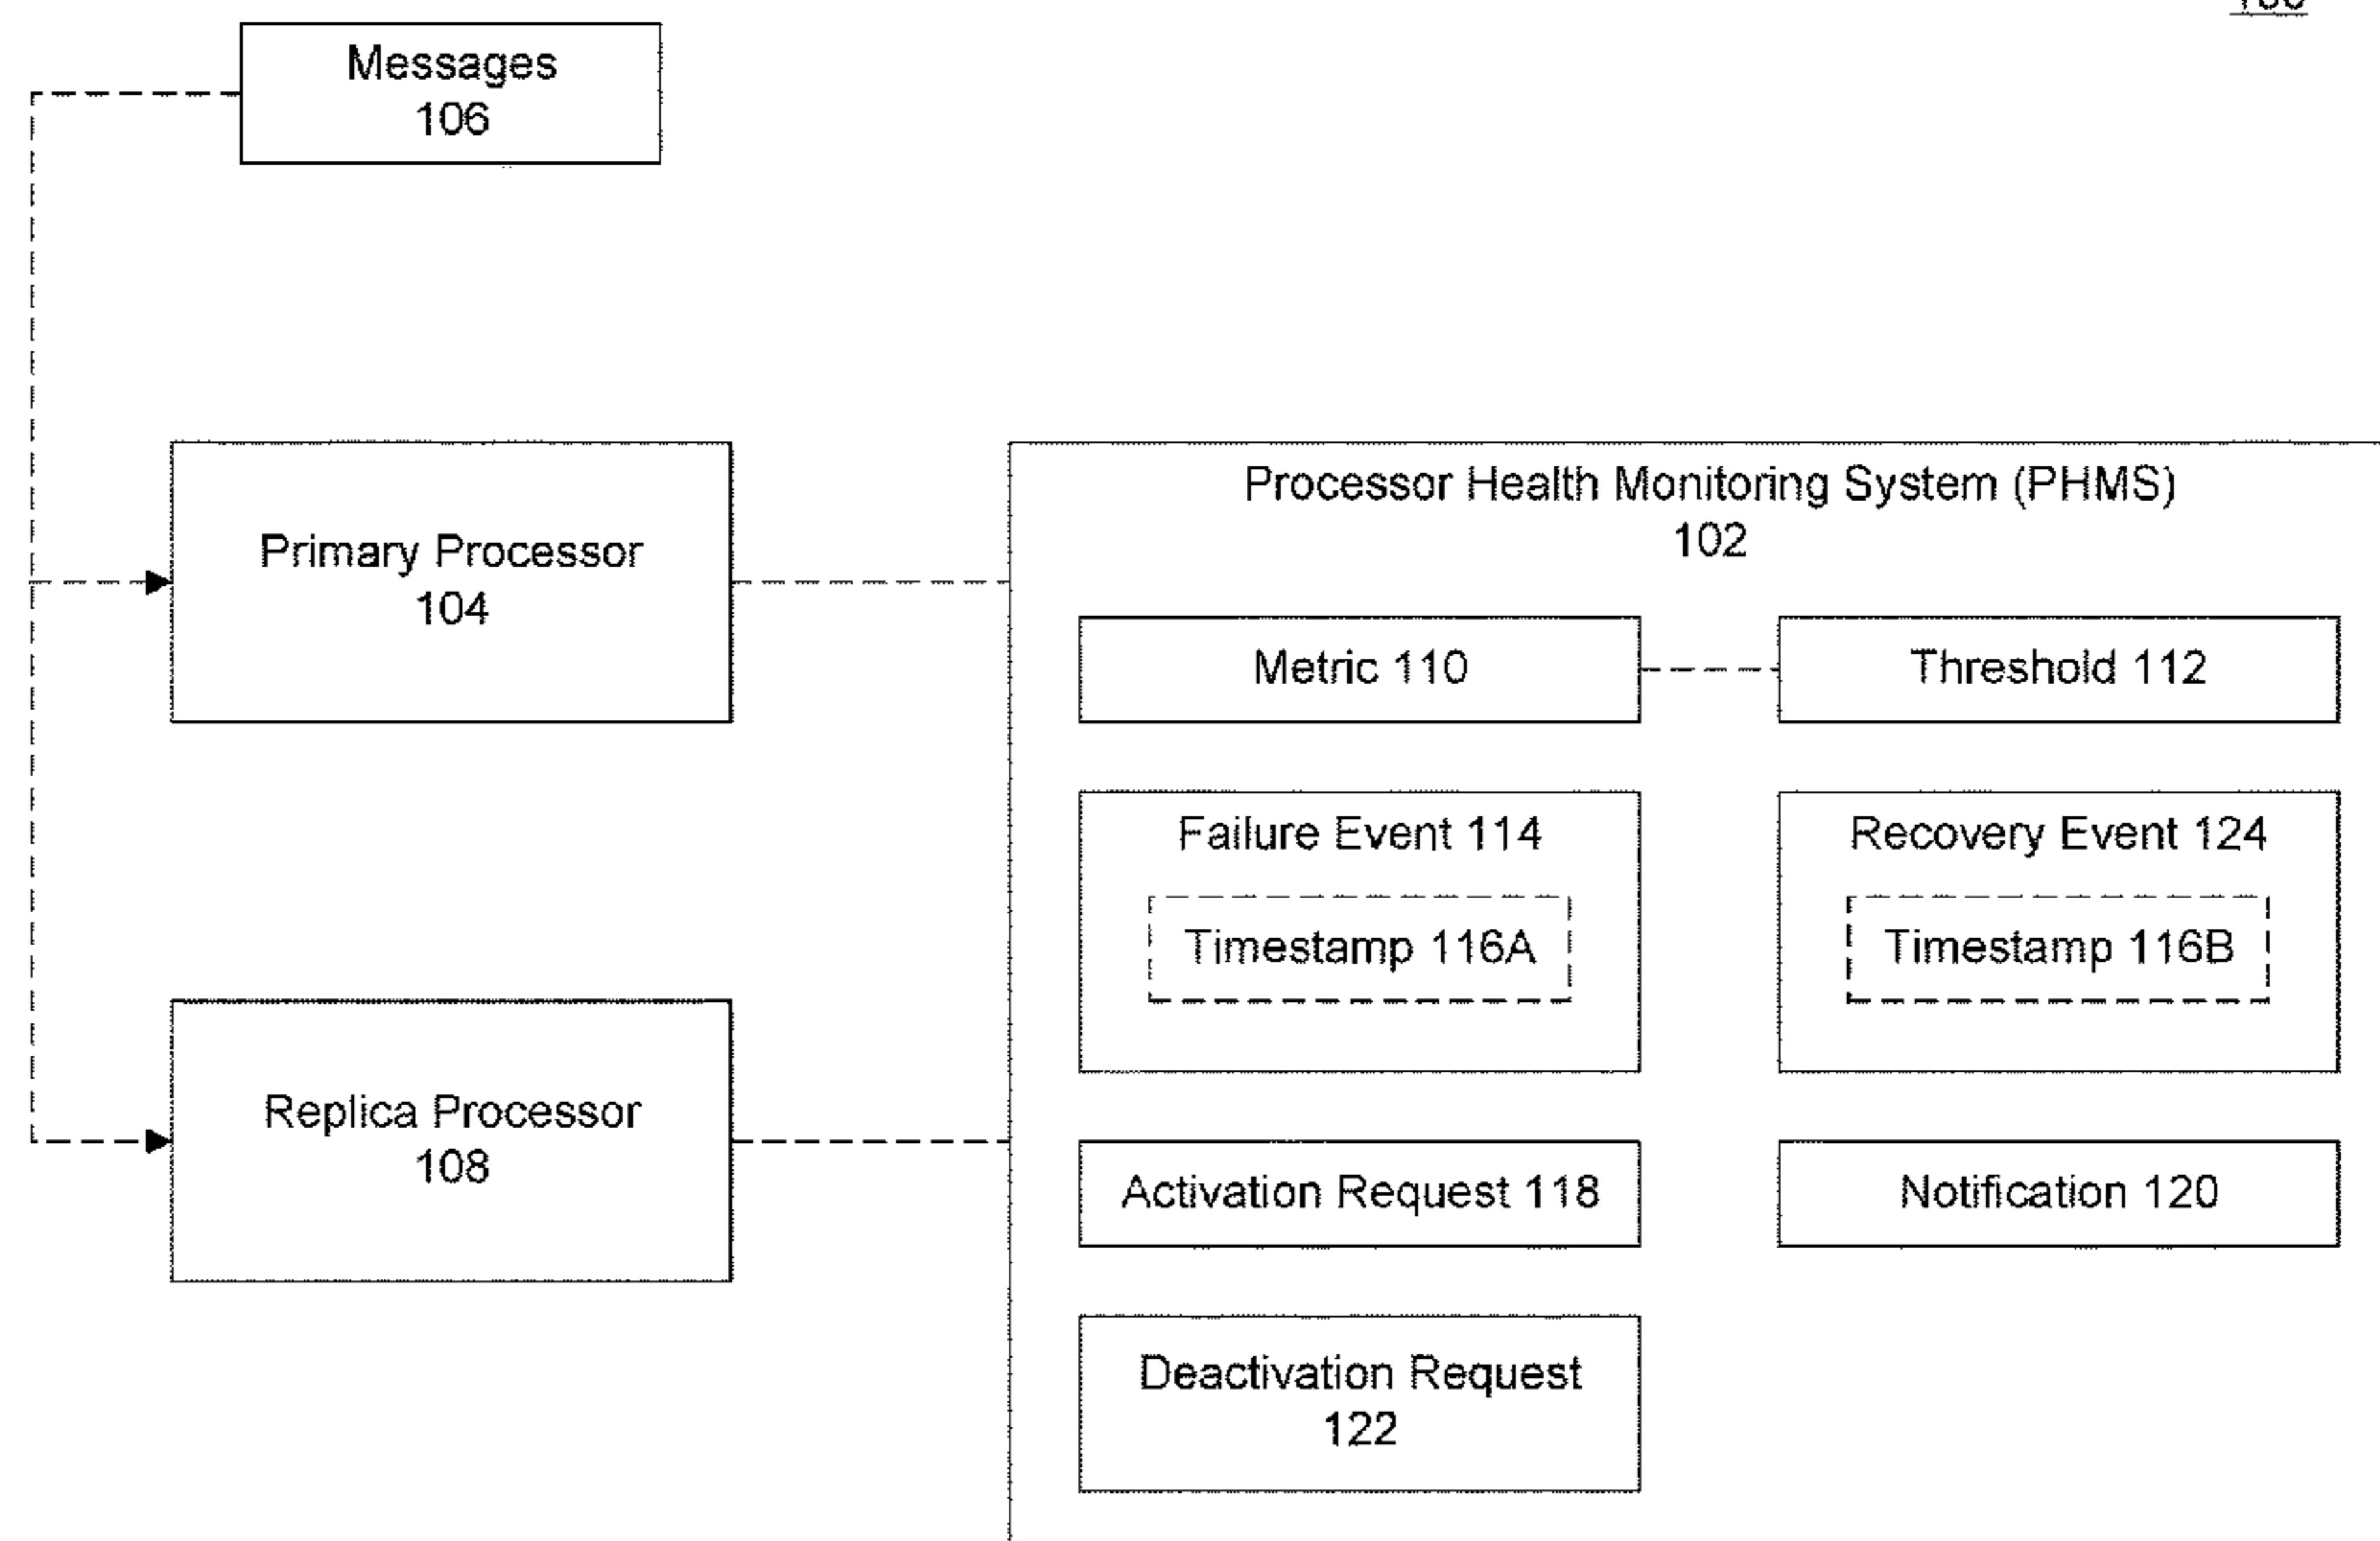 Messages
106
Processor Health Monitoring System (PHMS)
102
Primary Processor
104
Metric 110
Threshold 112
Failure Event 114
Recovery Event 124
Timestamp 116A
Timestamp 116B
Replica Processor
108
Activation Request 118
Notification 120
Deactivation Request
122